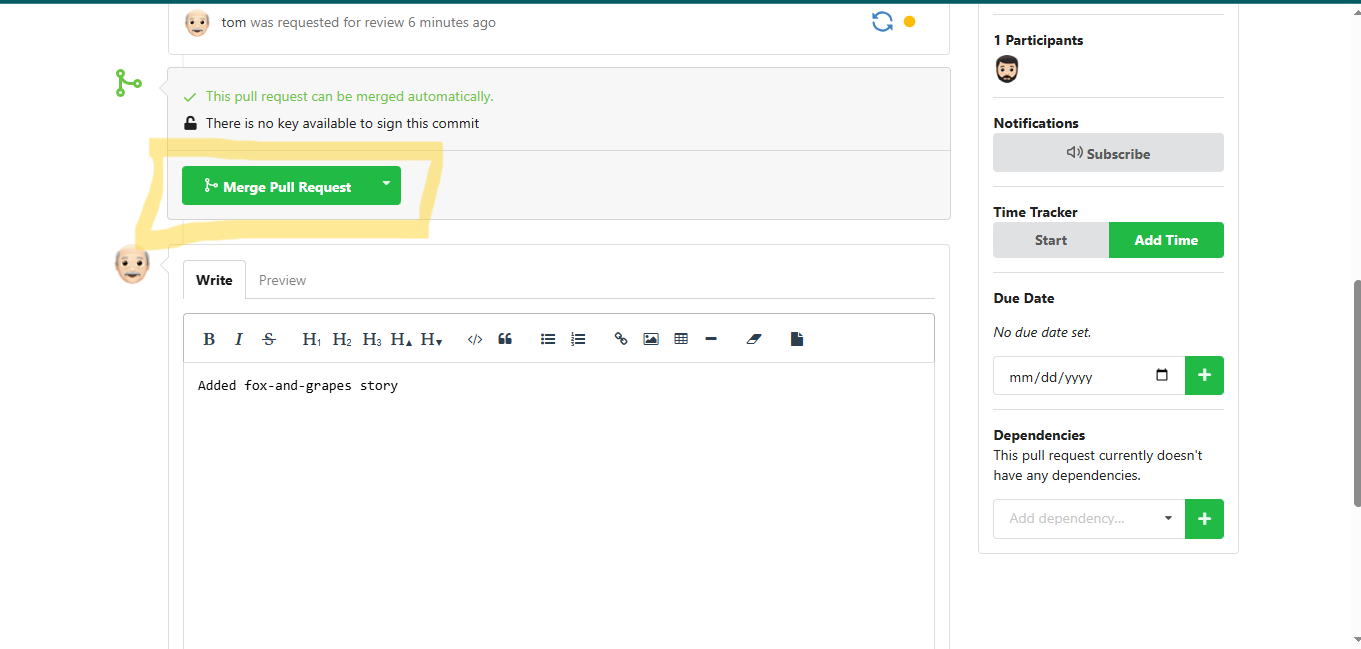 tom was requested for review 6 minutes ago
This pull request can be merged automatically.
There is no key available to sign this commit
Merge Pull Request
Write Preview
B I S H1 H2 H3 H▲ H▼
Added fox-and-grapes story
1 Participants
Notifications
Subscribe
Time Tracker
Start Add Time
Due Date
No due date set.
mm/dd/yyyy +
Dependencies
This pull request currently doesn't
have any dependencies.
Add dependency... +